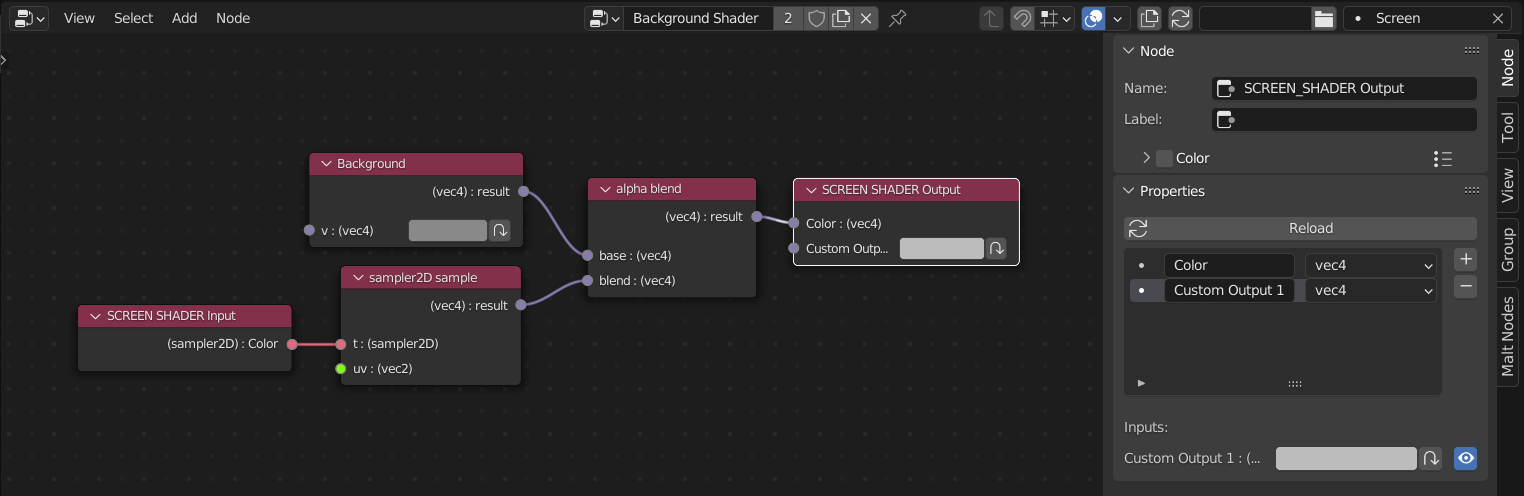 View Select Add Node Background Shader 2 Screen
Node
Name: SCREEN_SHADER Output
Label:
Color
Properties
Reload
Color vec4
Custom Output 1 vec4
Inputs:
Custom Output 1 : (...
Node
Tool
View
Group
Malt Nodes
Background
(vec4) : result
v : (vec4)
sampler2D sample
(vec4) : result
t : (sampler2D)
uv : (vec2)
SCREEN SHADER Input
(sampler2D) : Color
alpha blend
(vec4) : result
base : (vec4)
blend : (vec4)
SCREEN SHADER Output
Color : (vec4)
Custom Outp...